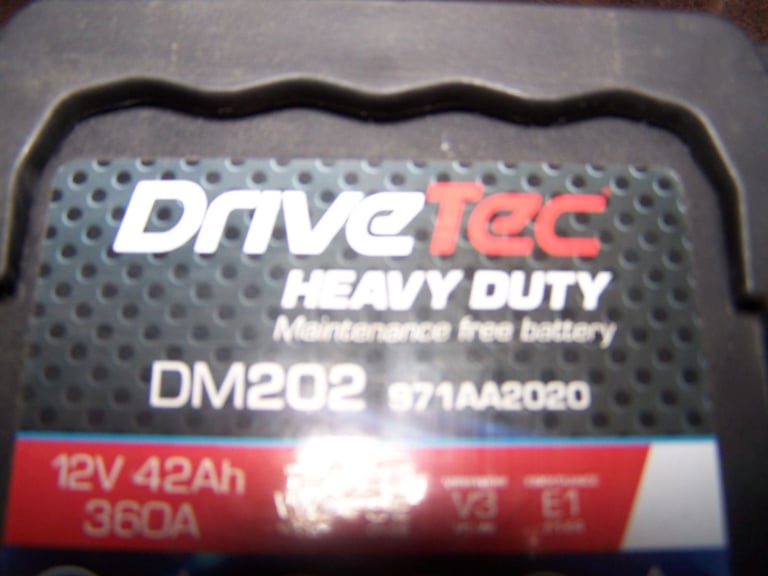 DriveTec
HEAVY DUTY
Maintenance free battery
DM202 971AA2020
12V 42Ah
360A
V3 E1